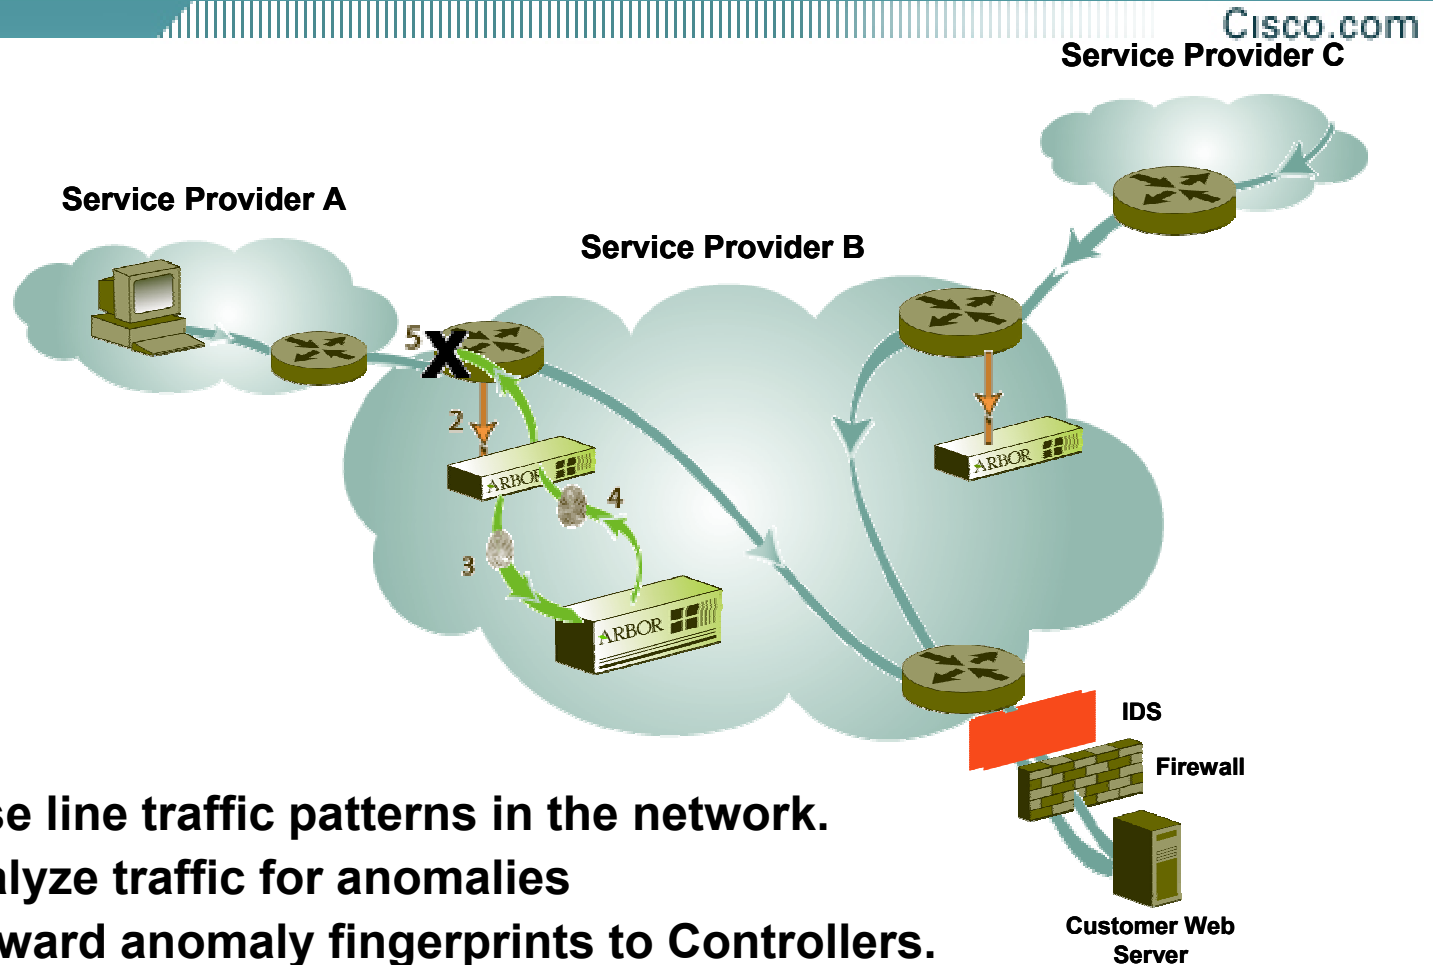 Cisco.com
Service Provider C
Service Provider A
Service Provider B
5
2
ARBOR
ARBOR
4
3
ARBOR
IDS
Firewall
se line traffic patterns in the network.
alyze traffic for anomalies
ward anomaly fingerprints to Controllers.
Customer Web
Server